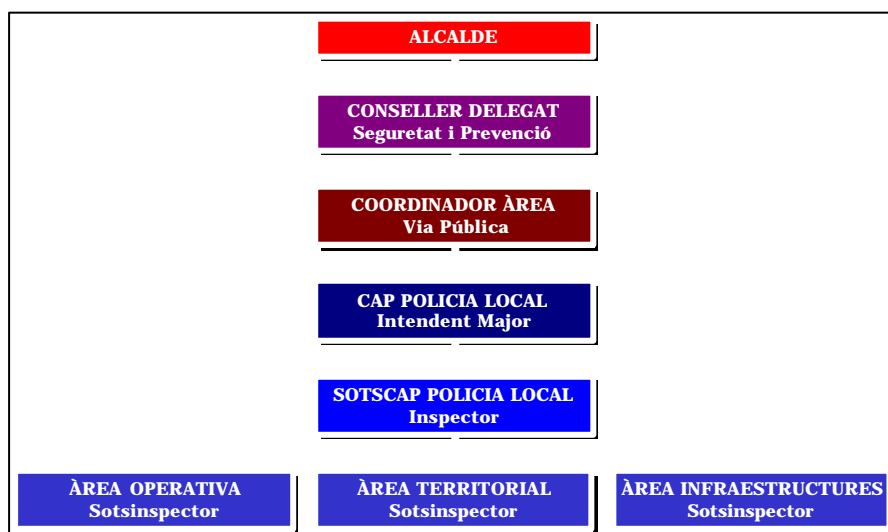 ALCALDE
CONSELLER DELEGAT
Seguretat i Prevenció
COORDINADOR ÀREA
Via Pública
CAP POLICIA LOCAL
Intendent Major
SOTSCAP POLICIA LOCAL
Inspector
ÀREA OPERATIVA
Sotsinspector
ÀREA TERRITORIAL
Sotsinspector
ÀREA INFRAESTRUCTURES
Sotsinspector